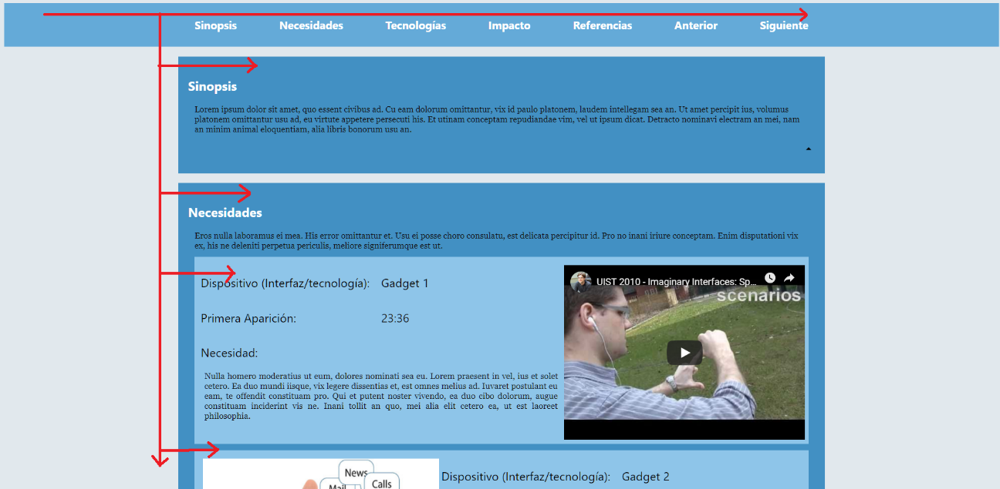 Sinopsis Necesidades Tecnologías Impacto Referencias Anterior Siguiente
Sinopsis
Lorem ipsum dolor sit amet, quo essent civibus ad. Cu eam dolorum omittantur, vix id paulo platonem, laudem intellegam sea an. Ut amet percipit ius, volumus
platonem omittantur usu ad, eu virtute appetere persecuti his. Et utinam conceptam repudiandae vim, vel ut ipsum dicat. Detracto nominavi electram an mei, nam
an minim animal eloquentiam, alia libris bonorum usu an.
Necesidades
Eros nulla laboramus ei mea. His error omittantur et. Usu ei posse choro consulatu, est delicata percipitur id. Pro no inani iriure conceptam. Enim disputationi vix
ex, his ne deleniti perpetua periculis, meliore signiferumque est ut.
Dispositivo (Interfaz/tecnología): Gadget 1
Primera Aparición: 23:36
Necesidad:
Nulla homero moderatius ut eum, dolores nominati sea eu. Lorem praesent in vel, ius et solet
cetero. Ea duo mundi iisque, vix legere dissentias et, est omnes melius ad. Iuvaret postulant eu
eam, te offendit constituam pro. Qui et putent noster vivendo, ea duo cibo dolorum, augue
constituam inciderint vis ne. Inani tollit an quo, mei alia elit cetero ea, ut est laoreet
philosophia.
UIST 2010 - Imaginary Interfaces: Sp...
scenarios
News
Mail
Calls
Dispositivo (Interfaz/tecnología): Gadget 2